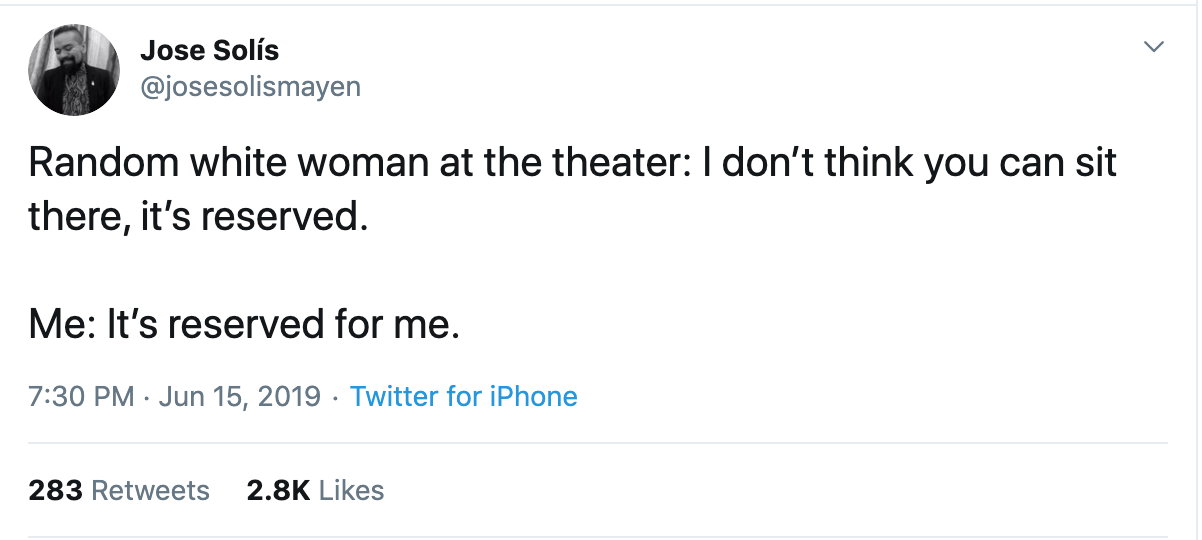 Jose Solís
@josesolismayen
Random white woman at the theater: I don’t think you can sit
there, it’s reserved.
Me: It’s reserved for me.
7:30 PM · Jun 15, 2019 · Twitter for iPhone
283 Retweets 2.8K Likes